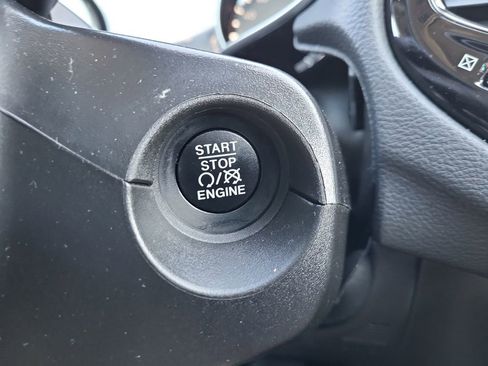 START
STOP
/
ENGINE